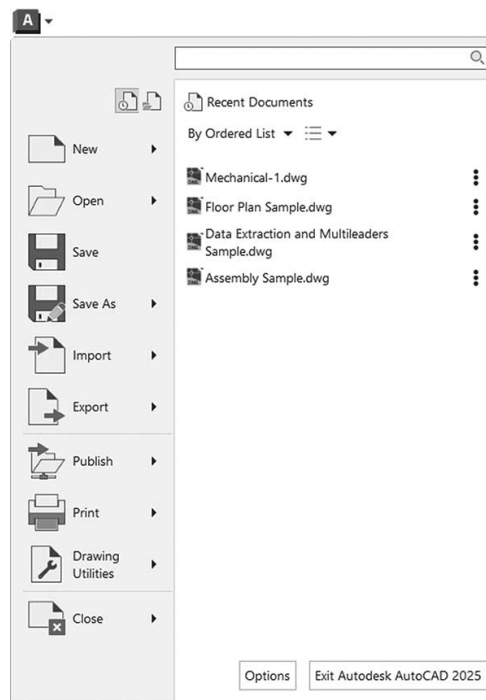 A
Recent Documents
By Ordered List
New
Mechanical-1.dwg
Open
Floor Plan Sample.dwg
Save
Data Extraction and Multileaders
Sample.dwg
Save As
Assembly Sample.dwg
Import
Export
Publish
Print
Drawing
Utilities
Close
Options
Exit Autodesk AutoCAD 2025